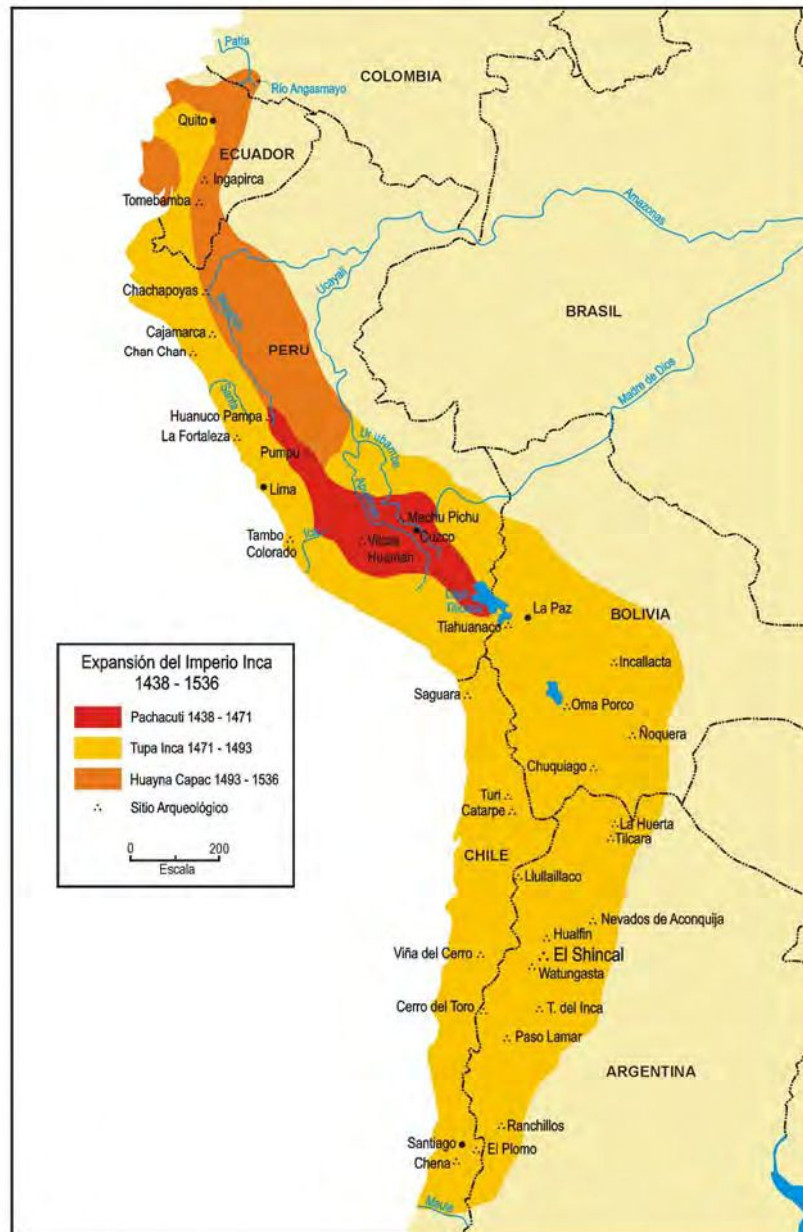 Patía
COLOMBIA
Río Angasmayo
Quito
ECUADOR
Ingapirca
Tomebamba
Amazonas
Ucayali
Chachapoyas
BRASIL
Cajamarca
Chan Chan
PERU
Madre de Dios
Santa
Huanuco Pampa
La Fortaleza
Urubamba
Pumpu
Lima
Machu Pichu
Cuzco
Tambo
Colorado
Vilcas
Huaman
Lago
La Paz
Tiahuanaco
BOLIVIA
Incallacta
Saguara
Oma Porco
Ñoquera
Chuquiago
Turi
Catarpe
La Huerta
Tilcara
CHILE
Llullaillaco
Nevados de Aconquija
Hualfin
Viña del Cerro
El Shincal
Watungasta
Cerro del Toro
T. del Inca
Paso Lamar
ARGENTINA
Ranchillos
Santiago
El Plomo
Chena
Maule
Expansión del Imperio Inca
1438 - 1536
Pachacuti 1438 - 1471
Tupa Inca 1471 - 1493
Huayna Capac 1493 - 1536
Sitio Arqueológico
0 200
Escala